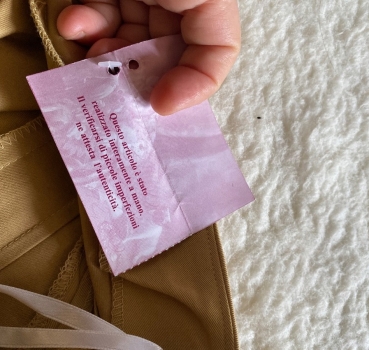 Questo articolo è stato
realizzato interamente a mano.
Il verificarsi di piccole imperfezioni
ne attesta l'autenticità.